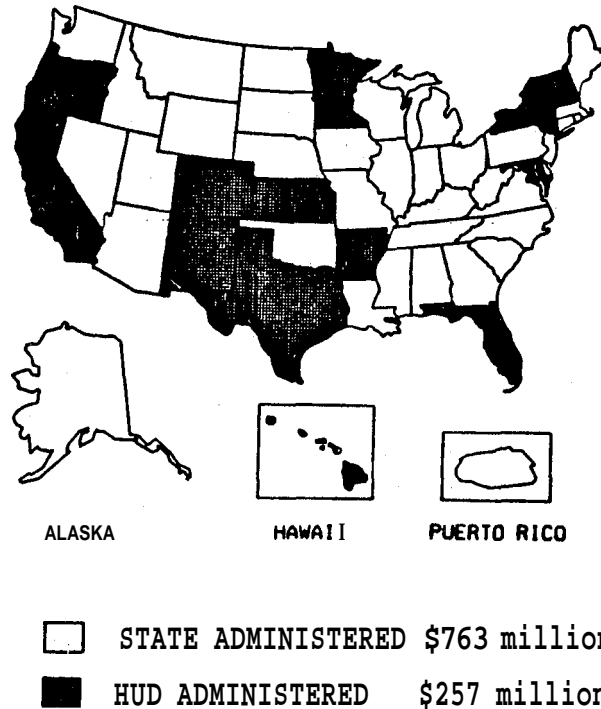 ALASKA
HAWAII
PUERTO RICO
STATE ADMINISTERED $763 million
HUD ADMINISTERED $257 million